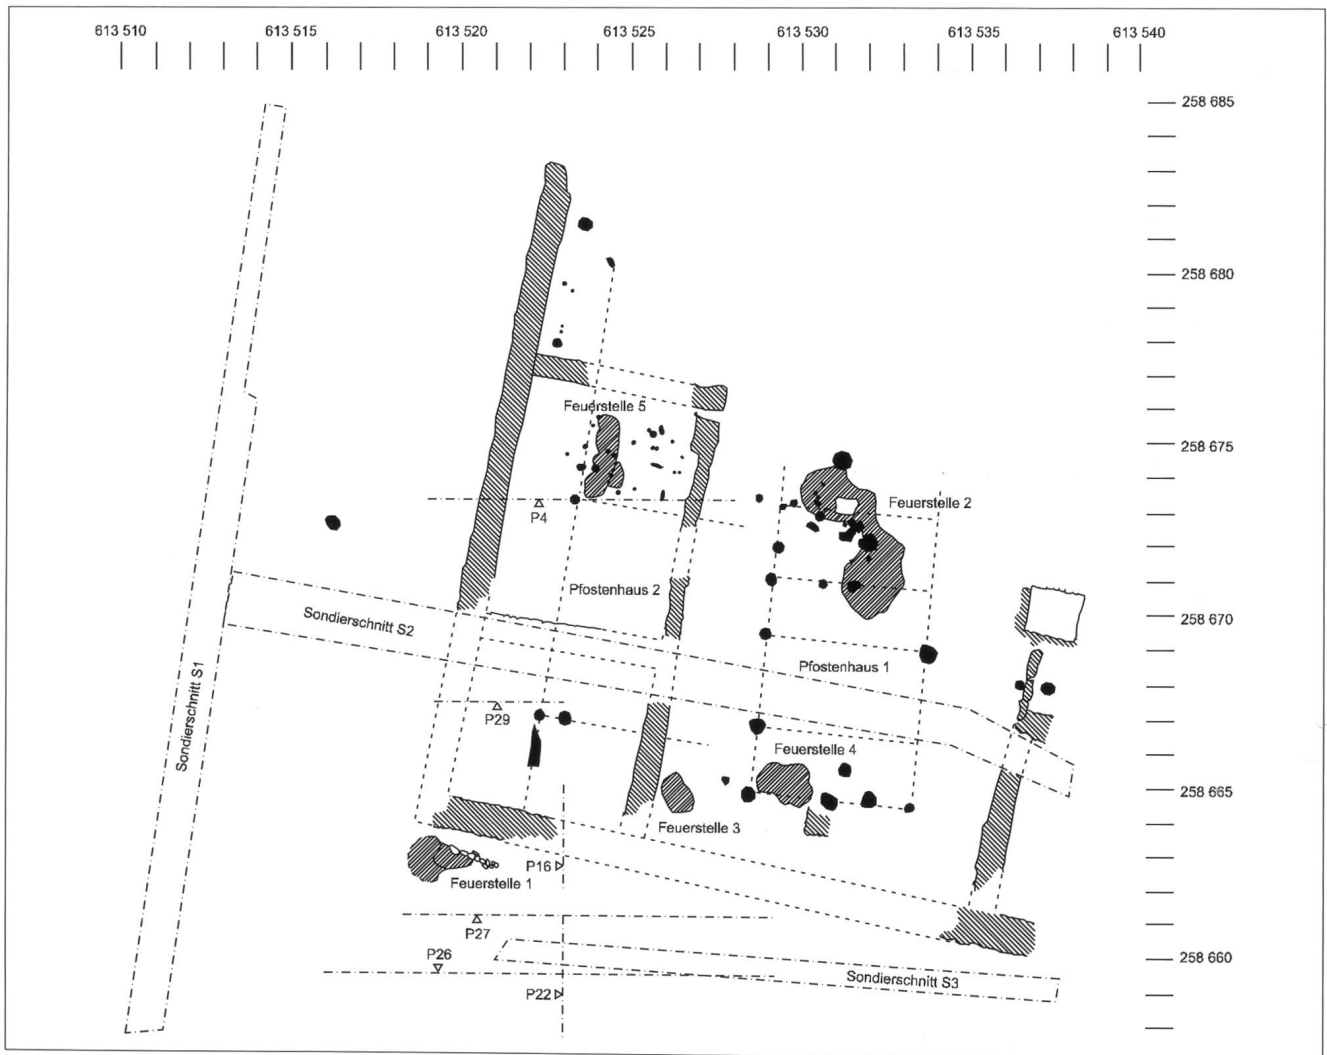 613 510 613 515 613 520 613 525 613 530 613 535 613 540
258 685
258 680
258 675
258 670
258 665
258 660
Feuerstelle 5
Feuerstelle 2
P4
Pfostenhaus 2
Sondierschnitt S2
Pfostenhaus 1
Sondierschnitt S1
P29
Feuerstelle 4
Feuerstelle 3
P16
Feuerstelle 1
P27
P26
Sondierschnitt S3
P22